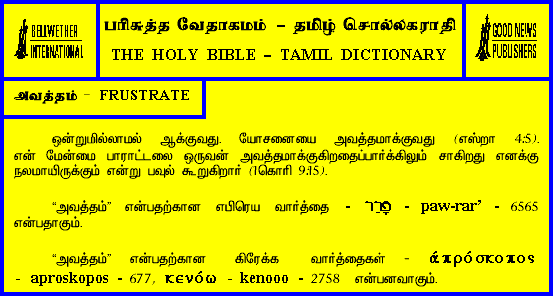 BELLWETHER
INTERNATIONAL
பரிசுத்த வேதாகமம் – தமிழ் சொல்லகராதி
THE HOLY BIBLE – TAMIL DICTIONARY
GOOD NEWS
PUBLISHERS
அவத்தம் - FRUSTRATE
ஒன்றுமில்லாமல் ஆக்குவது. யோசனையை அவத்தமாக்குவது (எஸ்றா 4:5).
என் மேன்மை பாராட்டலை ஒருவன் அவத்தமாக்குகிறதைப்பார்க்கிலும் சாகிறது எனக்கு
நலமாயிருக்கும் என்று பவுல் கூறுகிறார் (1கொரி 9:15).
“அவத்தம்” என்பதற்கான எபிரெய வார்த்தை - - paw-rar’ - 6565
என்பதாகும்.
“அவத்தம்” என்பதற்கான கிரேக்க வார்த்தைகள் - ἀπρόσκοπος
- aproskopos - 677, κενόω - kenooo - 2758 என்பனவாகும்.